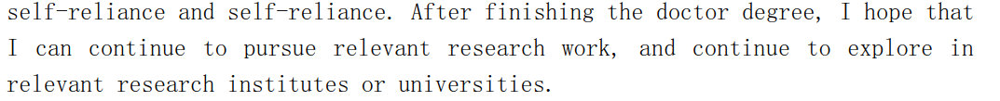 self-reliance and self-reliance. After finishing the doctor degree, I hope that
I can continue to pursue relevant research work, and continue to explore in
relevant research institutes or universities.